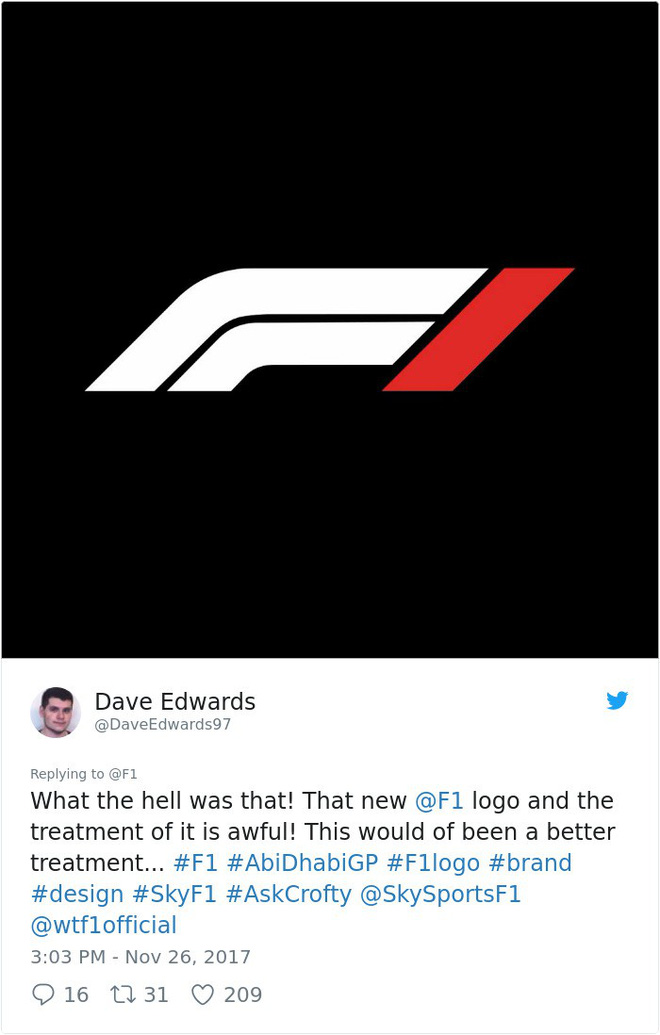 F1
Dave Edwards
@DaveEdwards97
Replying to @F1
What the hell was that! That new @F1 logo and the
treatment of it is awful! This would of been a better
treatment... #F1 #AbiDhabiGP #F1logo #brand
#design #SkyF1 #AskCrofty @SkySportsF1
@wtf1official
3:03 PM - Nov 26, 2017
16 31 209